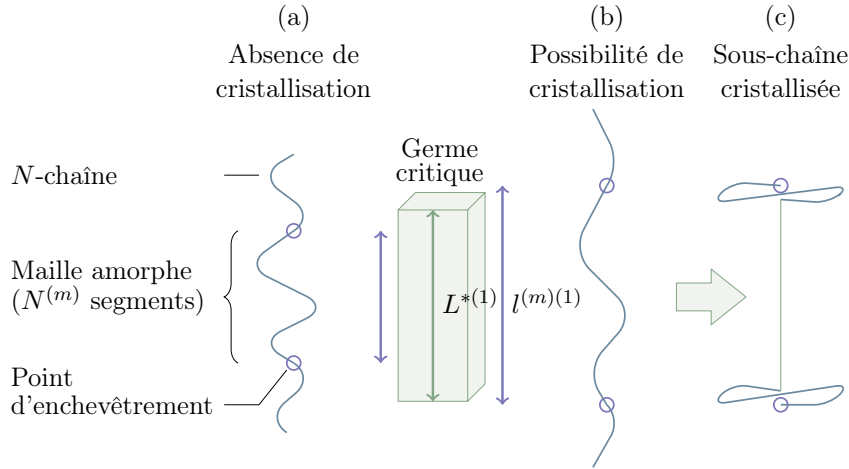 (a)
Absence de
cristallisation
(b)
Possibilité de
cristallisation
(c)
Sous-chaîne
cristallisée
Germe
critique
N-chaîne
Maille amorphe
(N^{(m)} segments)
L^{*(1)}
l^{(m)(1)}
Point
d'enchevêtrement